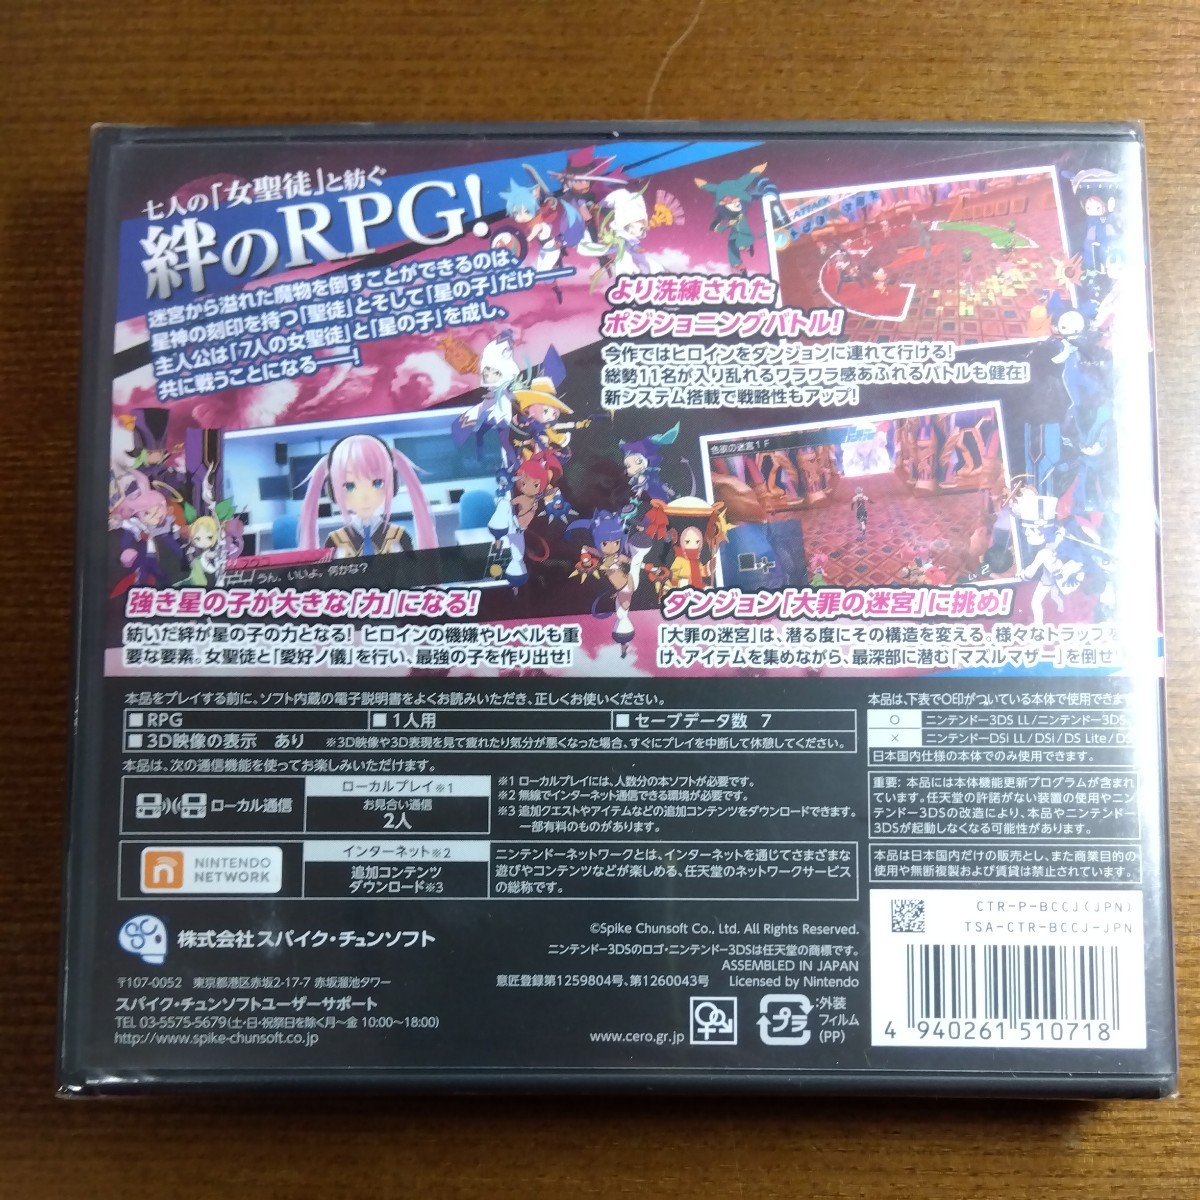 七人の「女聖徒」と紡ぐ
絆のRPG!
迷宮から溢れた魔物を倒すことができるのは、
星神の刻印を持つ「聖徒」とそして「星の子」だけ――
主人公は「7人の女聖徒」と「星の子」を成し、
共に戦うことになる――!
ATTACK
より洗練された
ポジショニングバトル!
今作ではヒロインをダンジョンに連れて行ける!
総勢11名が入り乱れるワラワラ感あふれるバトルも健在!
新システム搭載で戦略性もアップ!
うん、いいよ。何かな?
色欲の迷宮1F
強き星の子が大きな「力」になる!
紡いだ絆が星の子の力となる! ヒロインの機嫌やレベルも重
要な要素。女聖徒と「愛好ノ儀」を行い、最強の子を作り出せ!
ダンジョン「大罪の迷宮」に挑め!
「大罪の迷宮」は、潜る度にその構造を変える。様々なトラップを
け、アイテムを集めながら、最深部に潜む「マズルマザー」を倒せ!
本品をプレイする前に、ソフト内蔵の電子説明書をよくお読みいただき、正しくお使いください。
■RPG ■1人用 ■セーブデータ数 7
■3D映像の表示 あり ※3D映像や3D表現を見て疲れたり気分が悪くなった場合、すぐにプレイを中断して休憩してください。
本品は、次の通信機能を使ってお楽しみいただけます。
ローカル通信
ローカルプレイ※1
お見合い通信
2人
※1 ローカルプレイには、人数分の本ソフトが必要です。
※2 無線でインターネット通信できる環境が必要です。
※3 追加クエストやアイテムなどの追加コンテンツをダウンロードできます。
一部有料のものがあります。
NINTENDO
NETWORK
インターネット※2
追加コンテンツ
ダウンロード※3
ニンテンドーネットワークとは、インターネットを通じてさまざまな
遊びやコンテンツなどが楽しめる、任天堂のネットワークサービス
の総称です。
本品は、下表で○印がついている本体で使用できます
○ ニンテンドー3DS LL/ニンテンドー3DS
× ニンテンドーDSi LL/DSi/DS Lite/DS
日本国内仕様の本体でのみ使用できます。
重要: 本品には本体機能更新プログラムが含まれ
ています。任天堂の許諾がない装置の使用やニン
テンドー3DSの改造により、本品やニンテンドー
3DSが起動しなくなる可能性があります。
本品は日本国内だけの販売とし、また商業目的の
使用や無断複製および賃貸は禁止されています。
株式会社スパイク・チュンソフト
〒107-0052 東京都港区赤坂2-17-7 赤坂溜池タワー
スパイク・チュンソフトユーザーサポート
TEL 03-5575-5679(土・日・祝祭日を除く月~金 10:00~18:00)
http://www.spike-chunsoft.co.jp
©Spike Chunsoft Co., Ltd. All Rights Reserved.
ニンテンドー3DSのロゴ・ニンテンドー3DSは任天堂の商標です。
ASSEMBLED IN JAPAN
意匠登録第1259804号、第1260043号 Licensed by Nintendo
www.cero.gr.jp
プラ
:外装
フィルム
(PP)
CTR-P-BCCJ(JPN)
TSA-CTR-BCCJ-JPN
4 940261 510718